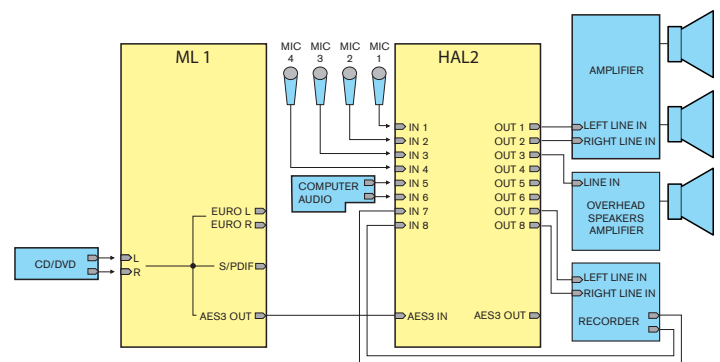 ML 1
EURO L
EURO R
S/PDIF
AES3 OUT
L
R
CD/DVD
MIC
4
MIC
3
MIC
2
MIC
1
COMPUTER
AUDIO
HAL2
IN 1
IN 2
IN 3
IN 4
IN 5
IN 6
IN 7
IN 8
AES3 IN
OUT 1
OUT 2
OUT 3
OUT 4
OUT 5
OUT 6
OUT 7
OUT 8
AES3 OUT
AMPLIFIER
LEFT LINE IN
RIGHT LINE IN
LINE IN
OVERHEAD
SPEAKERS
AMPLIFIER
LEFT LINE IN
RIGHT LINE IN
RECORDER